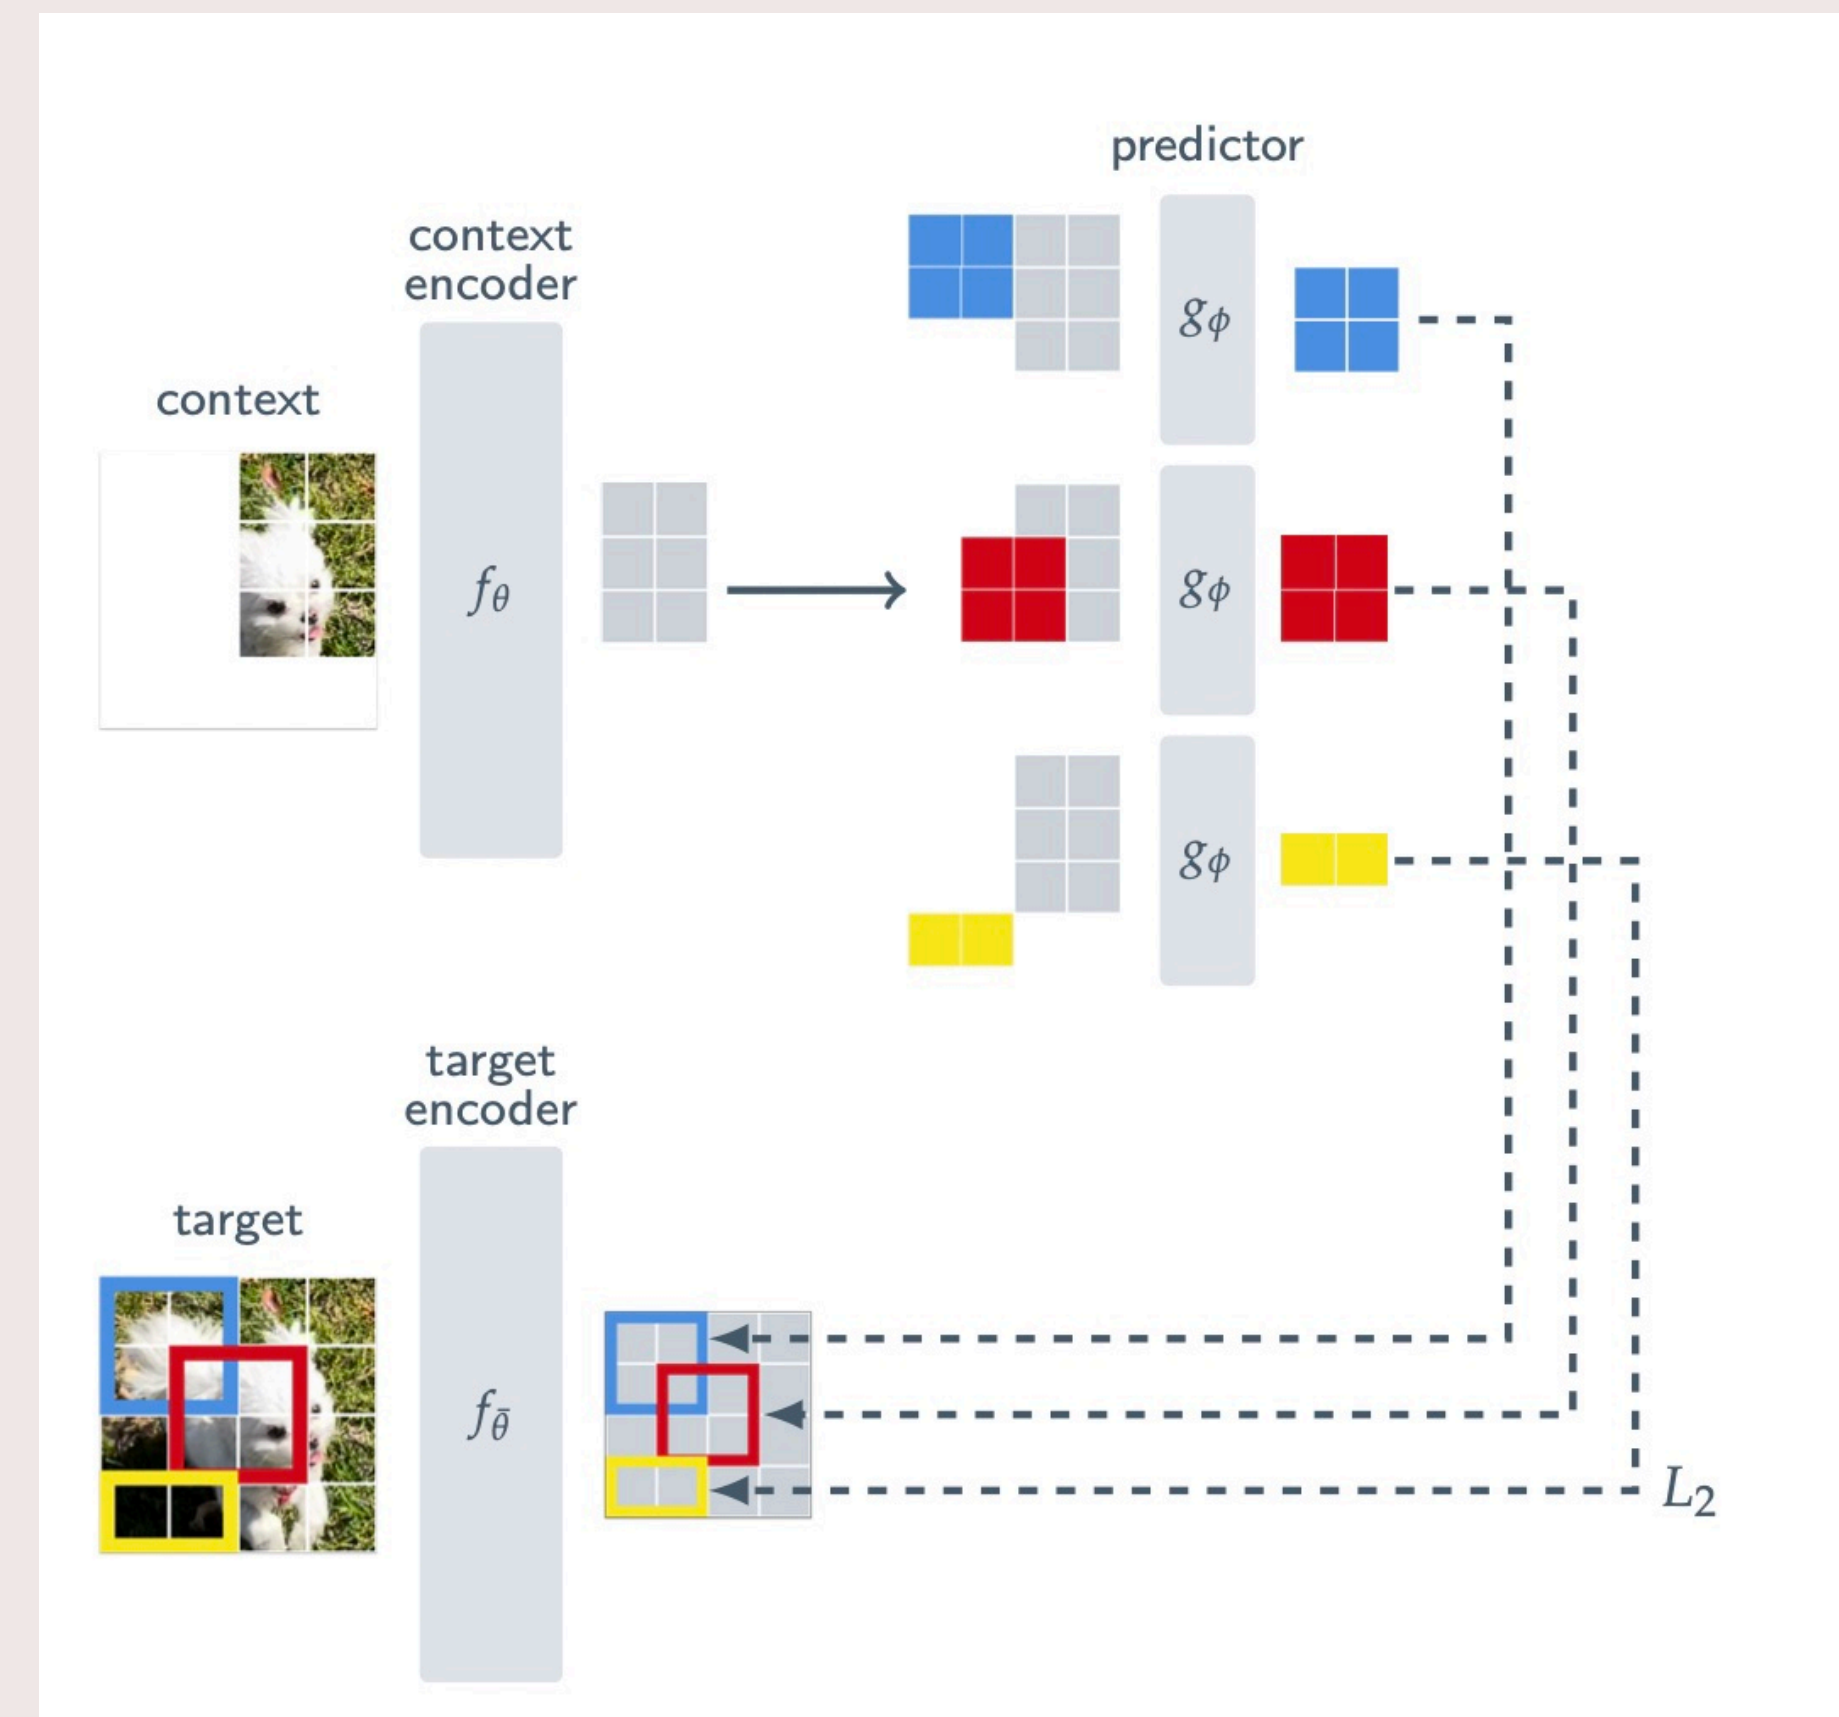 predictor
context
encoder
context
g𝜙
f𝜃
g𝜙
g𝜙
target
encoder
target
f𝜃̄
L₂